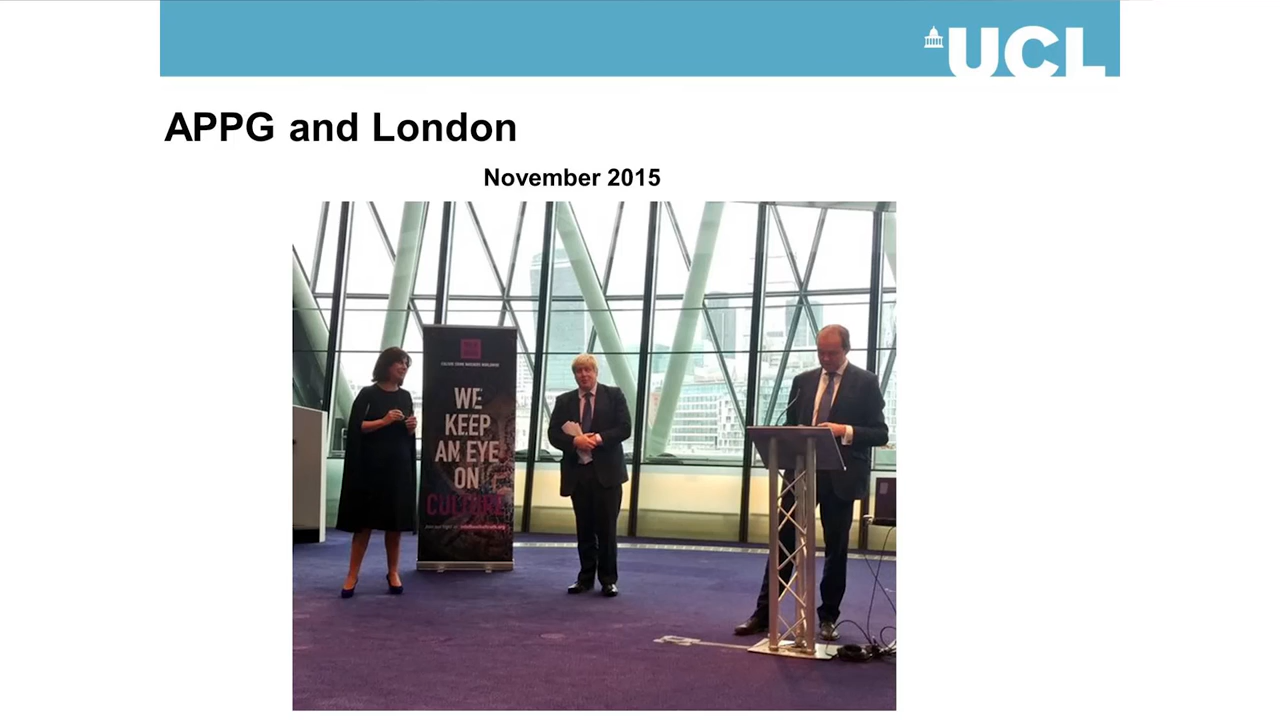 UCL
APPG and London
November 2015
WE
KEEP
AN EYE
ON
CULTURE